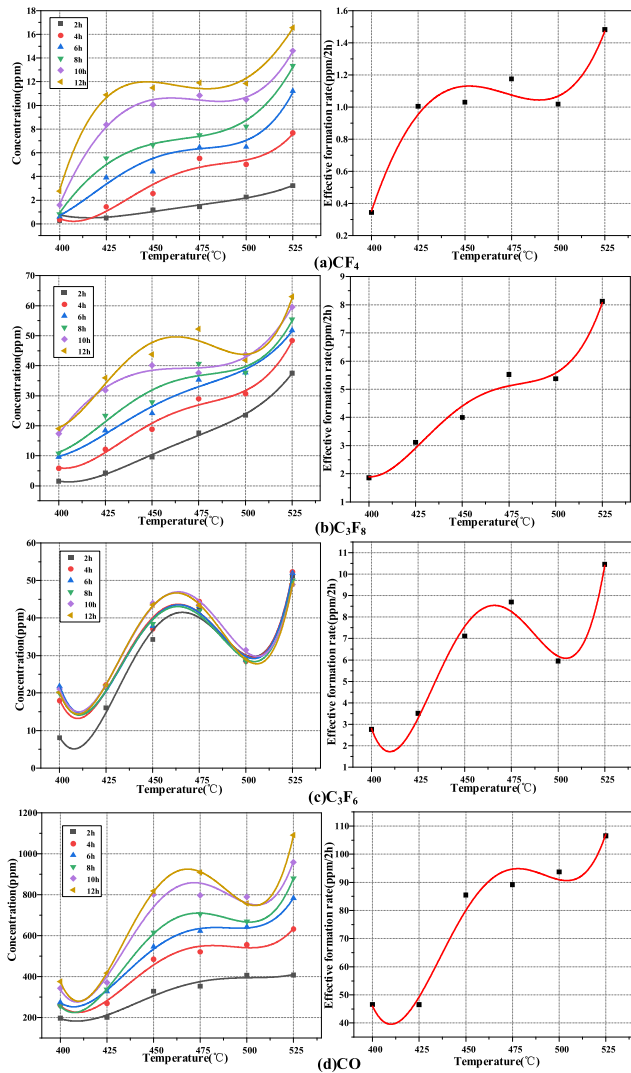 18
16
14
12
10
8
6
4
2
0
Concentration(ppm)
2h
4h
6h
8h
10h
12h
400 425 450 475 500 525
Temperature(℃)
1.6
1.4
1.2
1.0
0.8
0.6
0.4
0.2
Effective formation rate(ppm/2h)
400 425 450 475 500 525
Temperature(℃)
(a)CF4
70
60
50
40
30
20
10
0
Concentration(ppm)
2h
4h
6h
8h
10h
12h
400 425 450 475 500 525
Temperature(℃)
9
8
7
6
5
4
3
2
1
Effective formation rate(ppm/2h)
400 425 450 475 500 525
Temperature(℃)
(b)C3F8
60
50
40
30
20
10
0
Concentration(ppm)
2h
4h
6h
8h
10h
12h
400 425 450 475 500 525
Temperature(℃)
11
10
9
8
7
6
5
4
3
2
1
Effective formation rate(ppm/2h)
400 425 450 475 500 525
Temperature(℃)
(c)C3F6
1200
1000
800
600
400
200
Concentration(ppm)
2h
4h
6h
8h
10h
12h
400 425 450 475 500 525
Temperature(℃)
110
100
90
80
70
60
50
40
Effective formation rate(ppm/2h)
400 425 450 475 500 525
Temperature(℃)
(d)CO